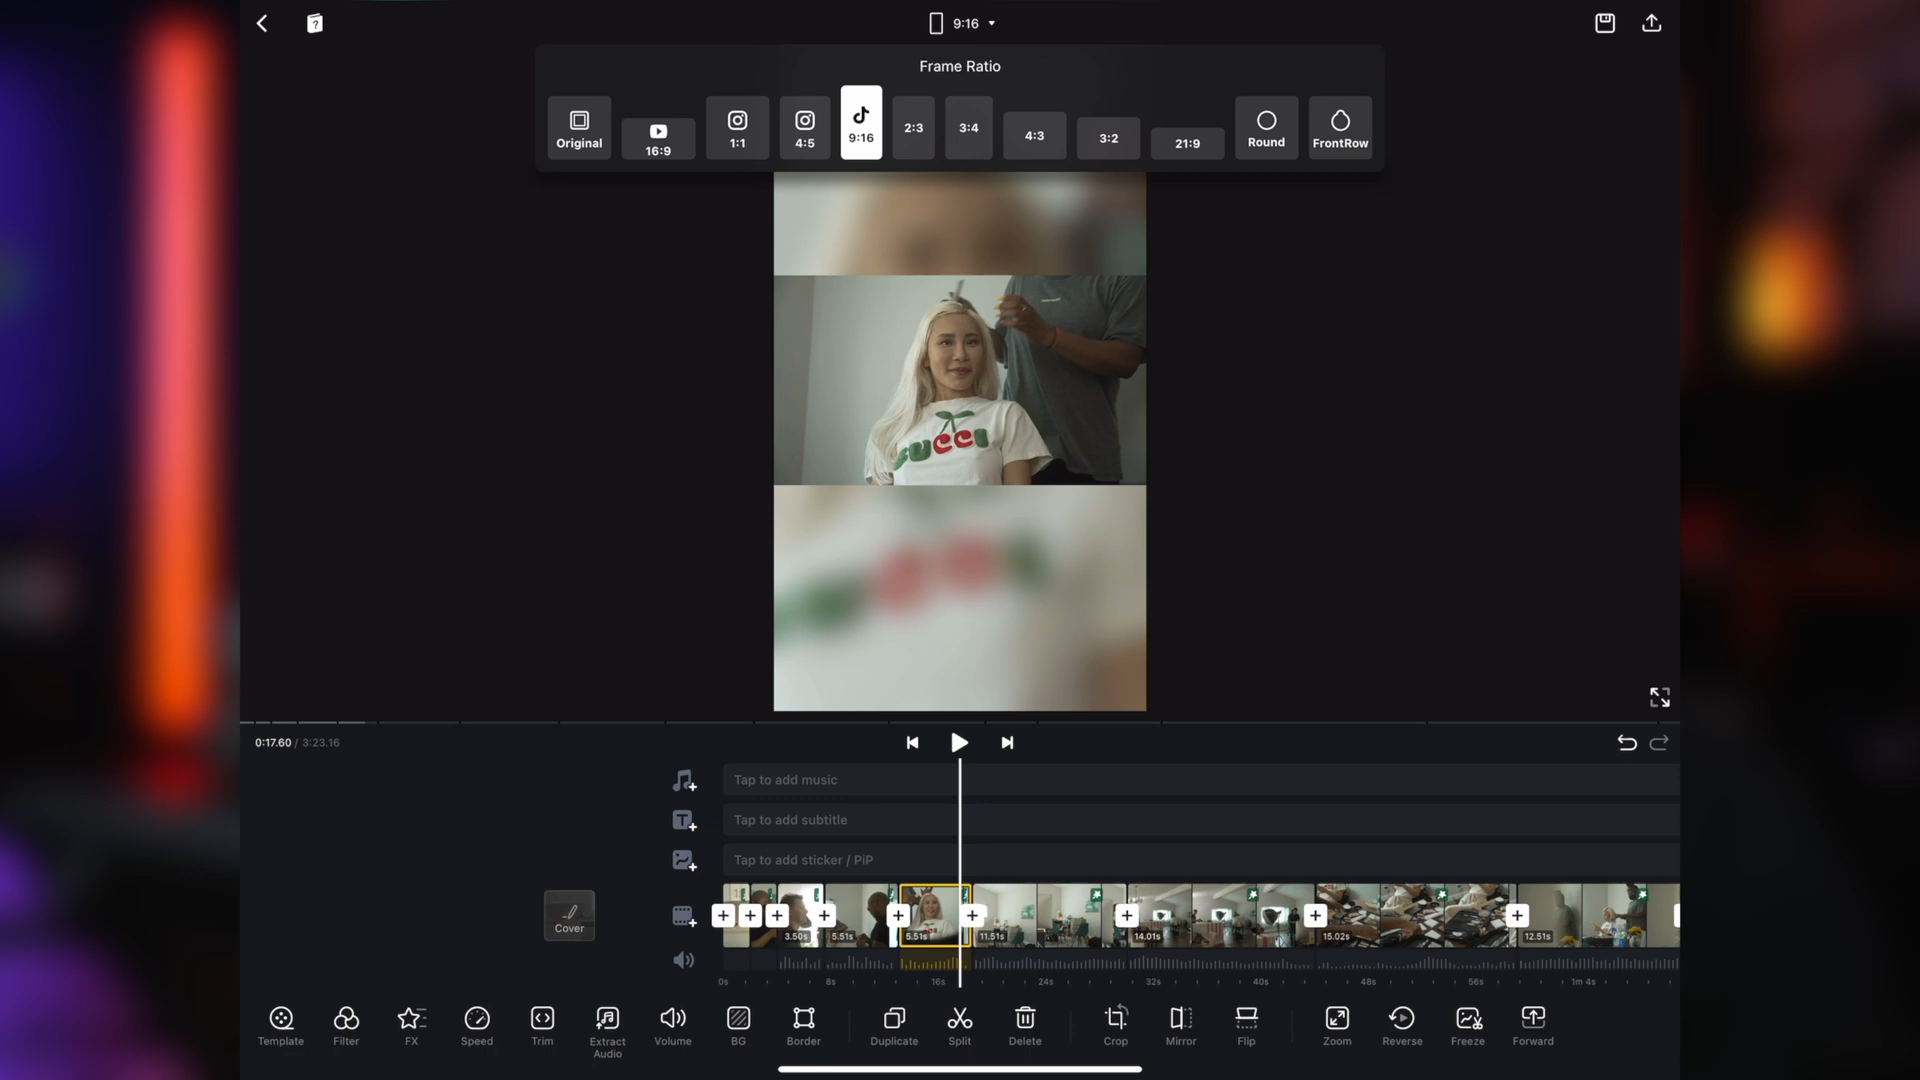 9:16
Frame Ratio
Original
16:9
1:1
4:5
9:16
2:3
3:4
4:3
3:2
21:9
Round
FrontRow
GUCCI
0:17.60 / 3:23.16
Tap to add music
Tap to add subtitle
Tap to add sticker / PiP
Cover
3.50s
5.51s
5.51s
11.51s
14.01s
15.02s
12.51s
0s
8s
16s
24s
32s
40s
48s
56s
1m 4s
Template
Filter
FX
Speed
Trim
Extract
Audio
Volume
BG
Border
Duplicate
Split
Delete
Crop
Mirror
Flip
Zoom
Reverse
Freeze
Forward